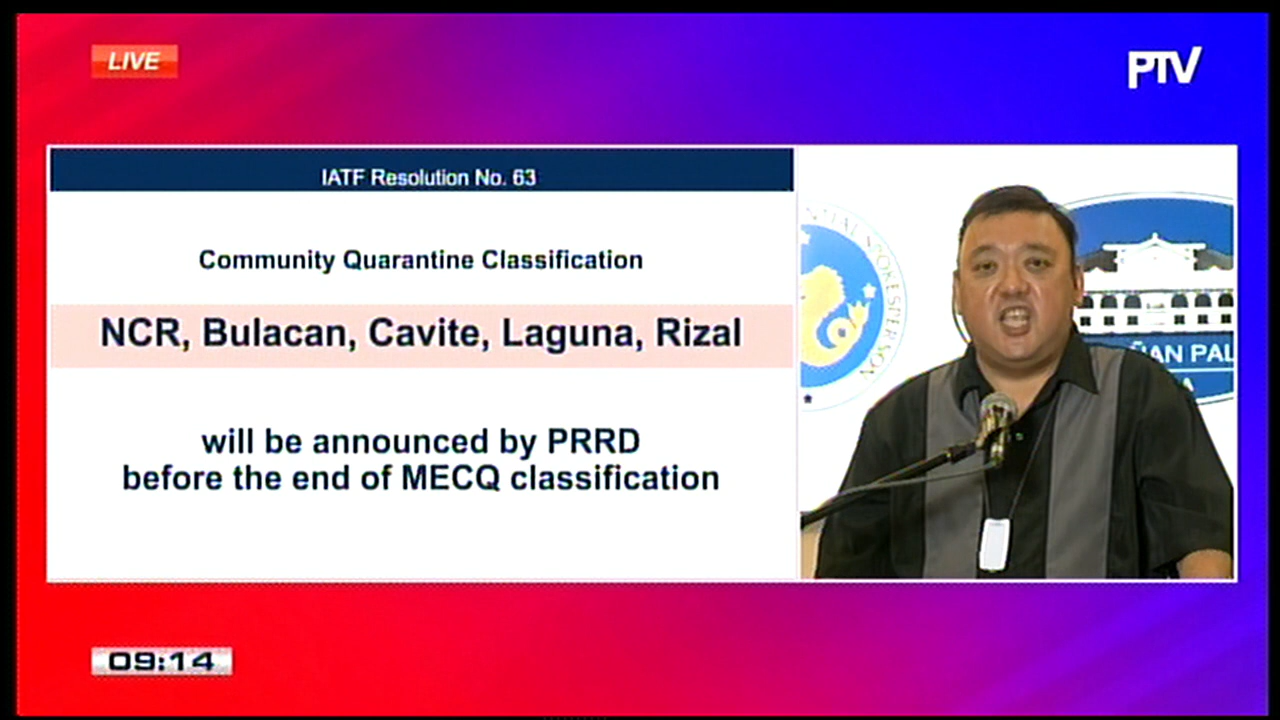 LIVE
PTV
IATF Resolution No. 63
Community Quarantine Classification
NCR, Bulacan, Cavite, Laguna, Rizal
will be announced by PRRD
before the end of MECQ classification
SPOKESPERSON
09:14